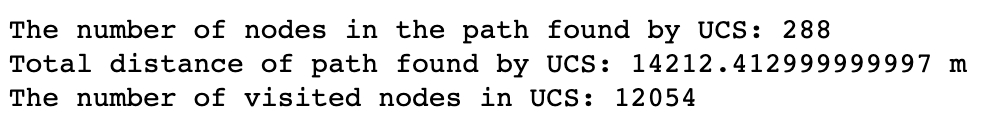 The number of nodes in the path found by UCS: 288
Total distance of path found by UCS: 14212.412999999997 m
The number of visited nodes in UCS: 12054